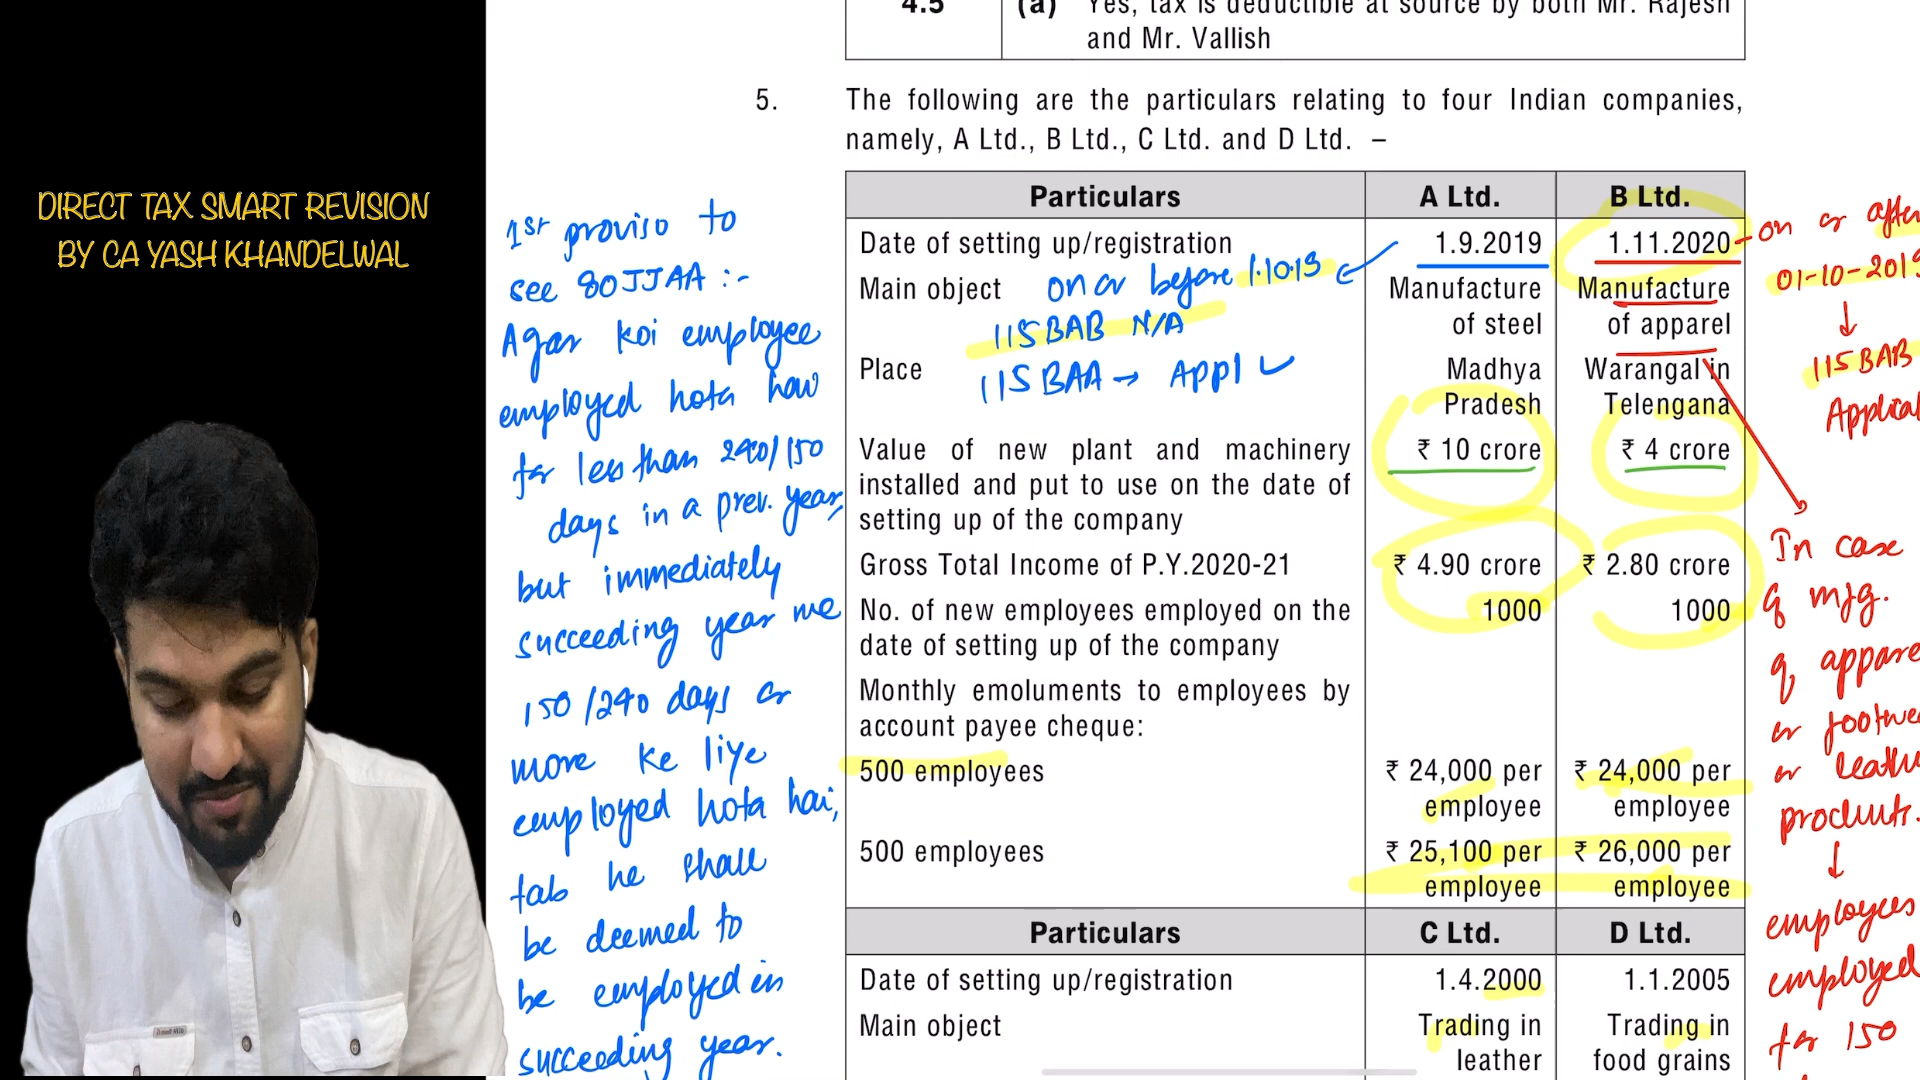 4.5 (a) Yes, tax is deductible at source by both Mr. Rajesh
and Mr. Vallish
DIRECT TAX SMART REVISION
BY CA YASH KHANDELWAL
5. The following are the particulars relating to four Indian companies,
namely, A Ltd., B Ltd., C Ltd. and D Ltd. –
Particulars A Ltd. B Ltd.
Date of setting up/registration 1.9.2019 1.11.2020
Main object Manufacture of steel Manufacture of apparel
Place Madhya Pradesh Warangal in Telengana
Value of new plant and machinery ₹ 10 crore ₹ 4 crore
installed and put to use on the date of
setting up of the company
Gross Total Income of P.Y.2020-21 ₹ 4.90 crore ₹ 2.80 crore
No. of new employees employed on the 1000 1000
date of setting up of the company
Monthly emoluments to employees by
account payee cheque:
500 employees ₹ 24,000 per employee ₹ 24,000 per employee
500 employees ₹ 25,100 per employee ₹ 26,000 per employee
Particulars C Ltd. D Ltd.
Date of setting up/registration 1.4.2000 1.1.2005
Main object Trading in leather Trading in food grains
1st proviso to
see 80JJAA :-
Agar koi employee
employed hota hai
for less than 240/150
days in a prev. year,
but immediately
succeeding year me
150/240 days or
more ke liye
employed hota hai,
tab he shall
be deemed to
be employed in
succeeding year.
on or before 1.10.19
115BAB N/A
115BAA → Appl ✓
on or after
01-10-2019
↓
115BAB
In case
of mfg.
of
or
or
products.
↓
employees
employed
for 150